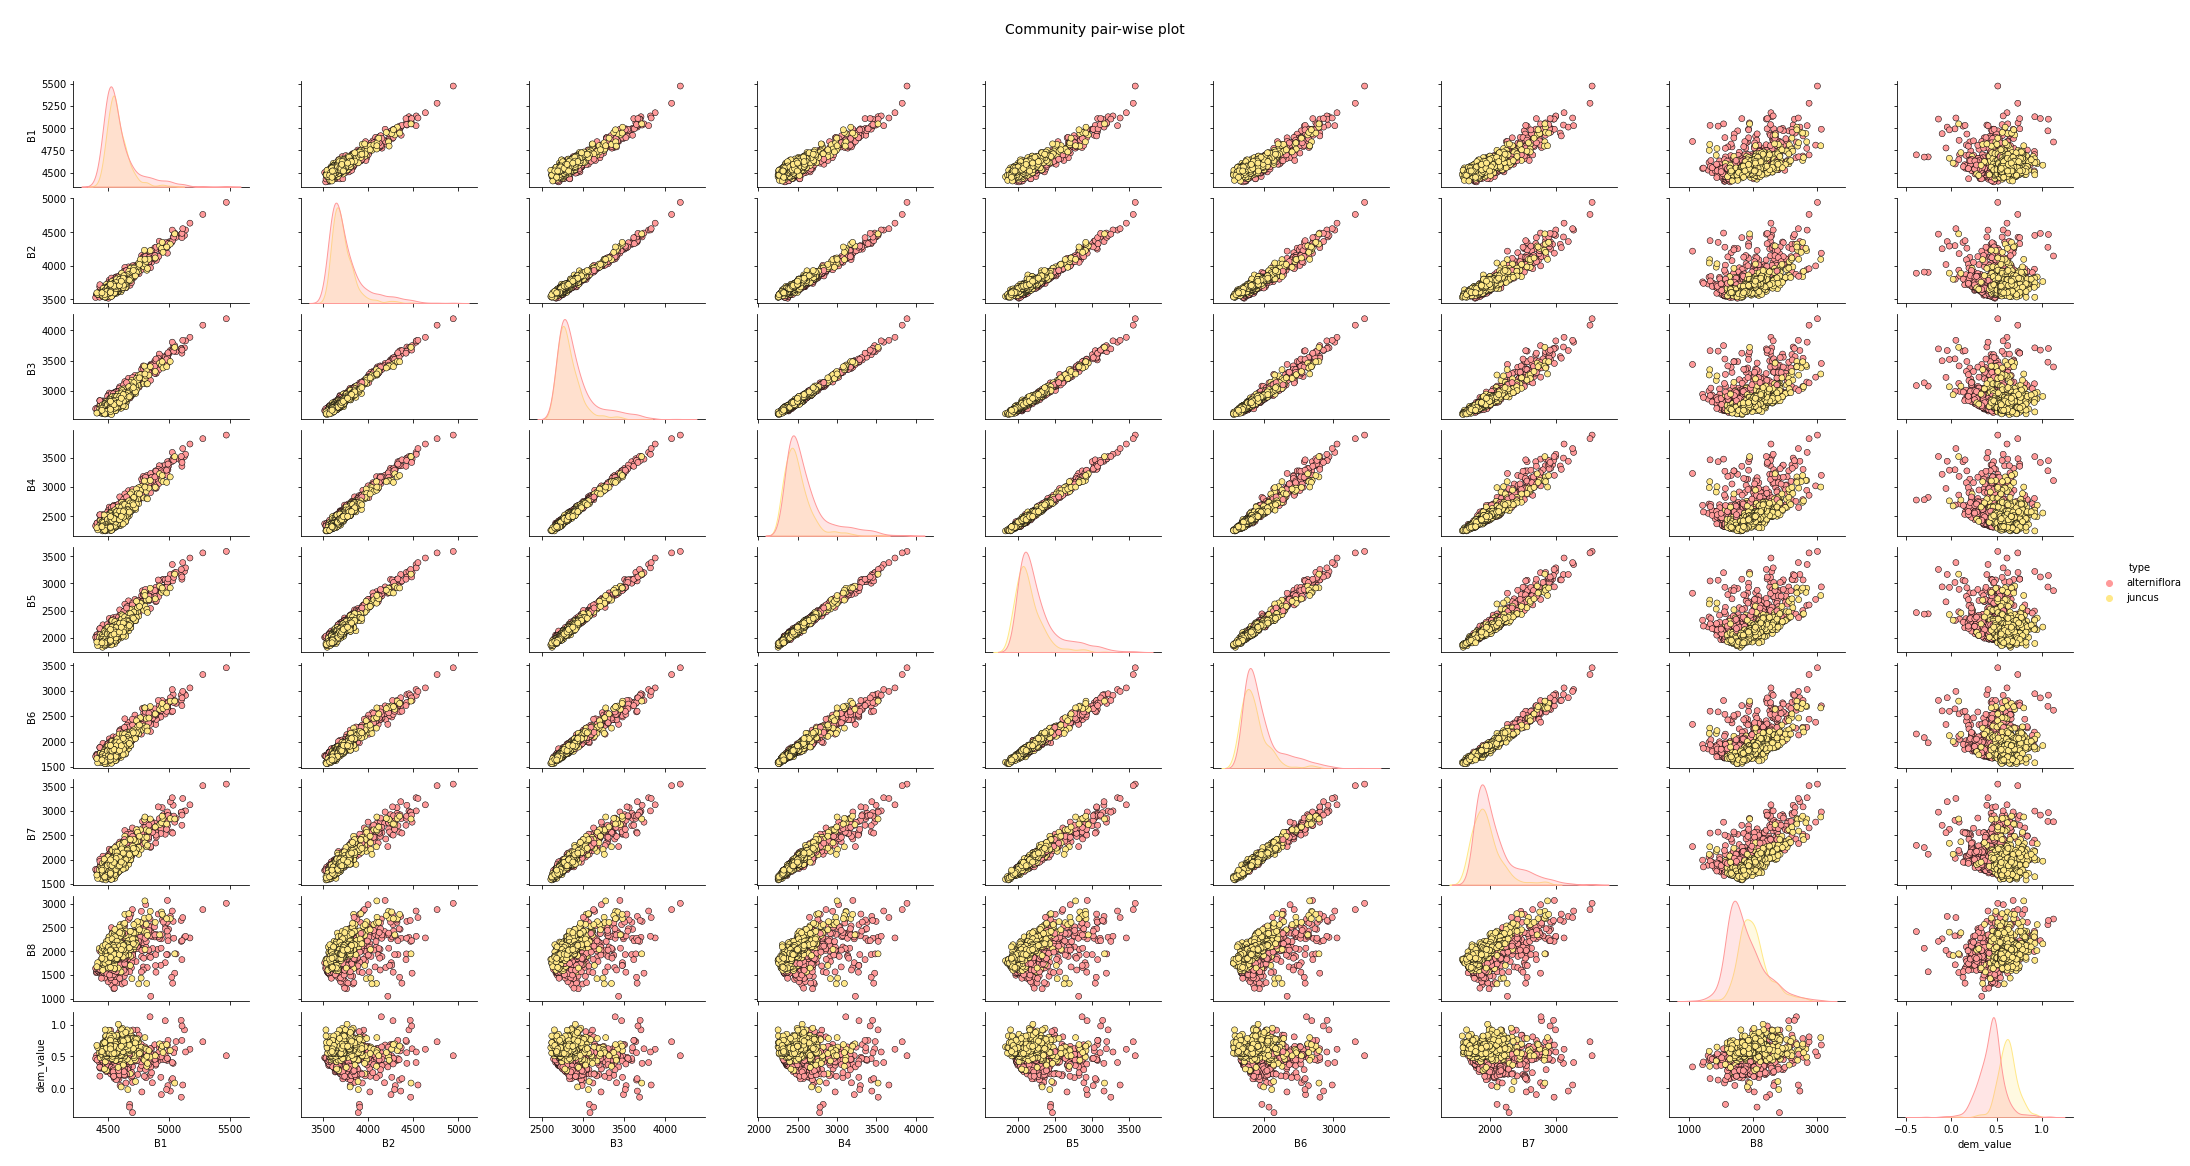 Community pair-wise plot
5500
5250
5000
4750
4500
B1
5000
4500
4000
3500
B2
4000
3500
3000
B3
3500
3000
2500
B4
3500
3000
2500
2000
B5
type
alterniflora
juncus
3500
3000
2500
2000
1500
B6
3500
3000
2500
2000
1500
B7
3000
2500
2000
1500
1000
B8
1.0
0.5
0.0
dem_value
4500 5000 5500
3500 4000 4500 5000
2500 3000 3500 4000
2000 2500 3000 3500 4000
2000 2500 3000 3500
2000 3000
2000 3000
1000 2000 3000
−0.5 0.0 0.5 1.0
B1 B2 B3 B4 B5 B6 B7 B8 dem_value